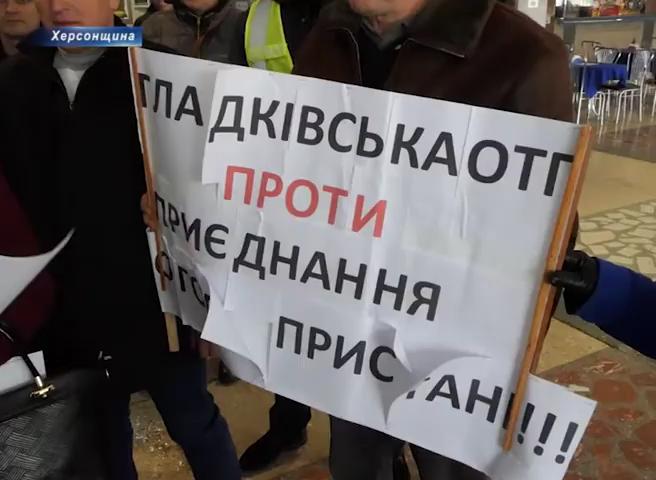 Херсонщина
ГЛАДКІВСЬКА ОТГ
ПРОТИ
ПРИЄДНАННЯ
ПРИСТАНІ!!!